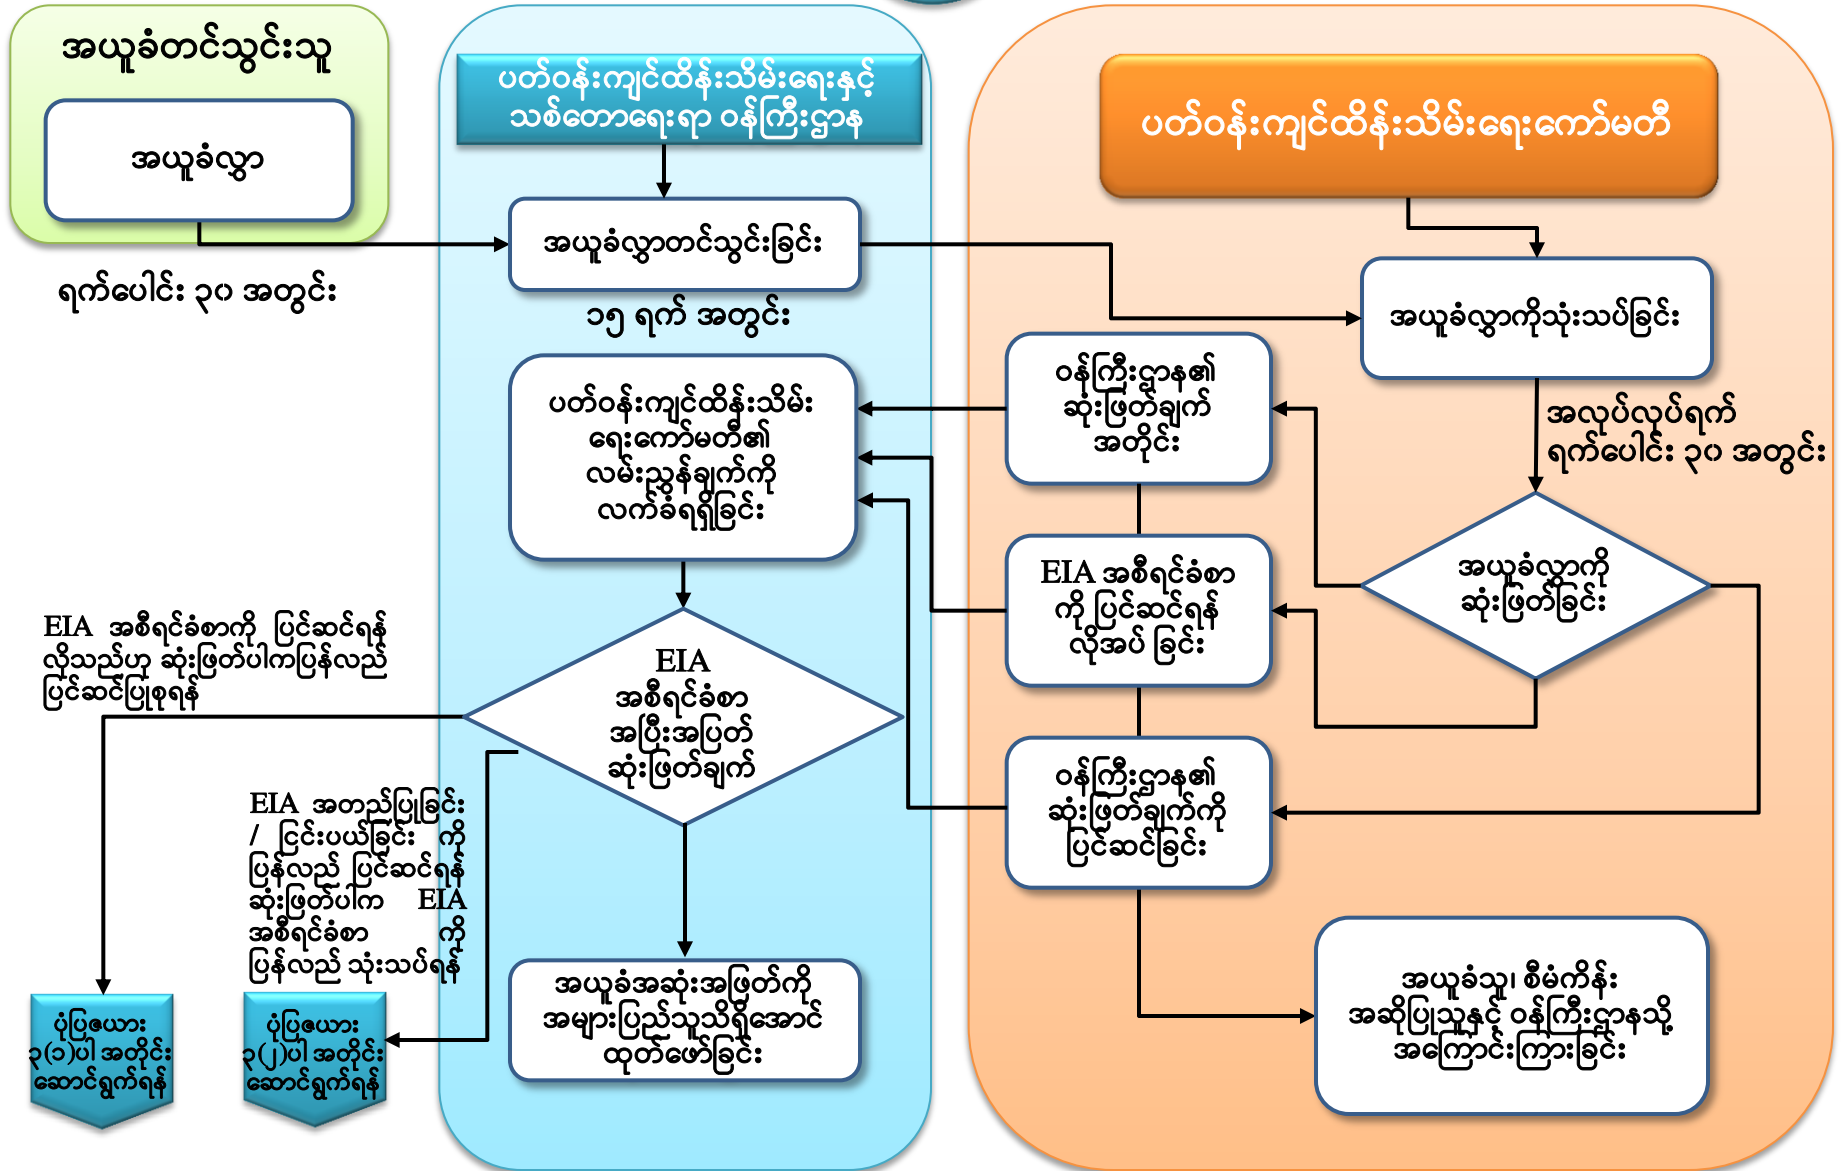 အယူခံတင်သွင်းသူ
အယူခံလွှာ
ရက်ပေါင်း ၃၀ အတွင်း
ပတ်ဝန်းကျင်ထိန်းသိမ်းရေးနှင့်
သစ်တောရေးရာ ဝန်ကြီးဌာန
အယူခံလွှာတင်သွင်းခြင်း
၁၅ ရက် အတွင်း
ပတ်ဝန်းကျင်ထိန်းသိမ်း
ရေးကော်မတီ၏
လမ်းညွှန်ချက်ကို
လက်ခံရရှိခြင်း
EIA
အစီရင်ခံစာ
အပြီးအပြတ်
ဆုံးဖြတ်ချက်
အယူခံအဆုံးအဖြတ်ကို
အများပြည်သူသိရှိအောင်
ထုတ်ဖော်ခြင်း
EIA အစီရင်ခံစာကို ပြင်ဆင်ရန်
လိုသည်ဟု ဆုံးဖြတ်ပါကပြန်လည်
ပြင်ဆင်ပြုစုရန်
EIA အတည်ပြုခြင်း
/ ငြင်းပယ်ခြင်း ကို
ပြန်လည် ပြင်ဆင်ရန်
ဆုံးဖြတ်ပါက EIA
အစီရင်ခံစာ ကို
ပြန်လည် သုံးသပ်ရန်
ပုံပြဇယား
၃(၁)ပါ အတိုင်း
ဆောင်ရွက်ရန်
ပုံပြဇယား
၃(၂)ပါ အတိုင်း
ဆောင်ရွက်ရန်
ပတ်ဝန်းကျင်ထိန်းသိမ်းရေးကော်မတီ
အယူခံလွှာကိုသုံးသပ်ခြင်း
အလုပ်လုပ်ရက်
ရက်ပေါင်း ၃၀ အတွင်း
အယူခံလွှာကို
ဆုံးဖြတ်ခြင်း
ဝန်ကြီးဌာန၏
ဆုံးဖြတ်ချက်
အတိုင်း
EIA အစီရင်ခံစာ
ကို ပြင်ဆင်ရန်
လိုအပ် ခြင်း
ဝန်ကြီးဌာန၏
ဆုံးဖြတ်ချက်ကို
ပြင်ဆင်ခြင်း
အယူခံသူ၊ စီမံကိန်း
အဆိုပြုသူနှင့် ဝန်ကြီးဌာနသို့
အကြောင်းကြားခြင်း